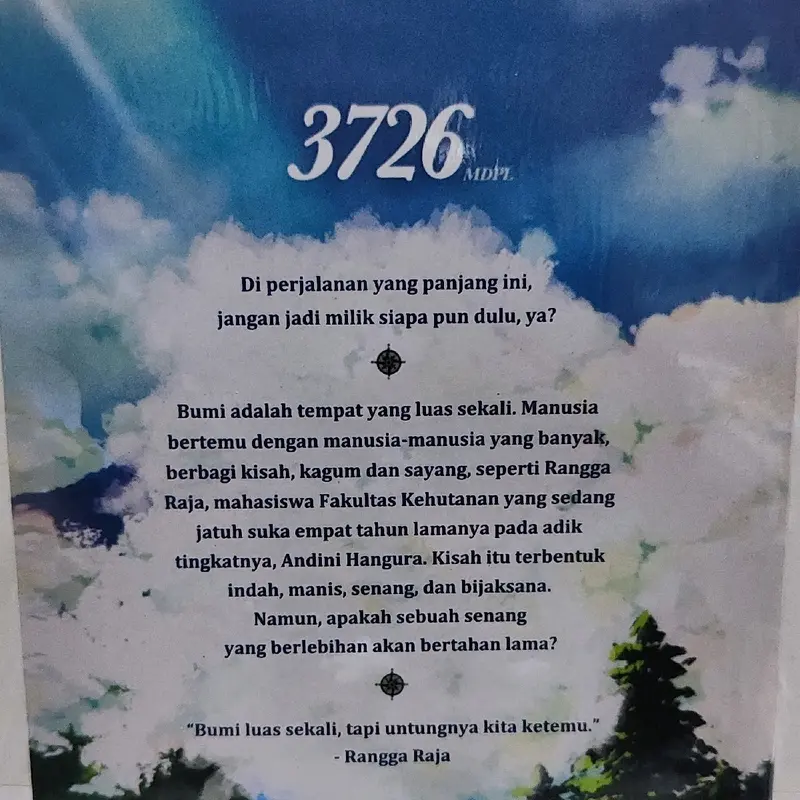 3726
MDPL
Di perjalanan yang panjang ini,
jangan jadi milik siapa pun dulu, ya?
Bumi adalah tempat yang luas sekali. Manusia
bertemu dengan manusia-manusia yang banyak,
berbagi kisah, kagum dan sayang, seperti Rangga
Raja, mahasiswa Fakultas Kehutanan yang sedang
jatuh suka empat tahun lamanya pada adik
tingkatnya, Andini Hangura. Kisah itu terbentuk
indah, manis, senang, dan bijaksana.
Namun, apakah sebuah senang
yang berlebihan akan bertahan lama?
“Bumi luas sekali, tapi untungnya kita ketemu.”
- Rangga Raja